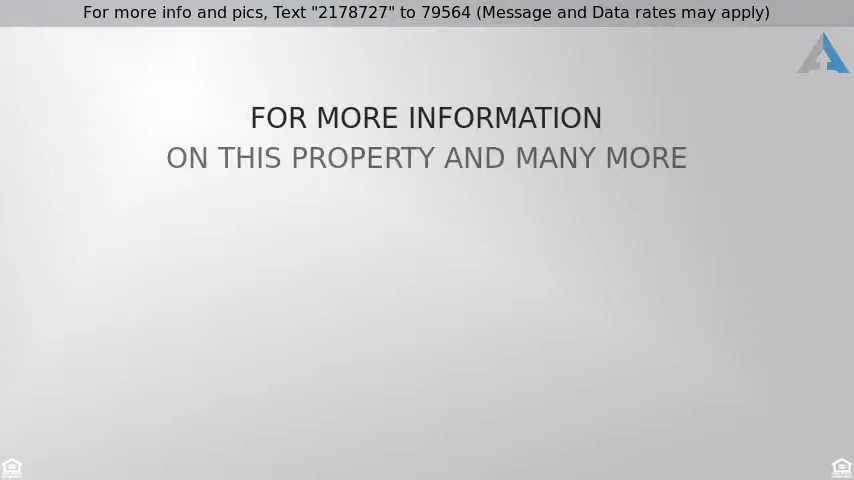 For more info and pics, Text "2178727" to 79564 (Message and Data rates may apply)
FOR MORE INFORMATION
ON THIS PROPERTY AND MANY MORE